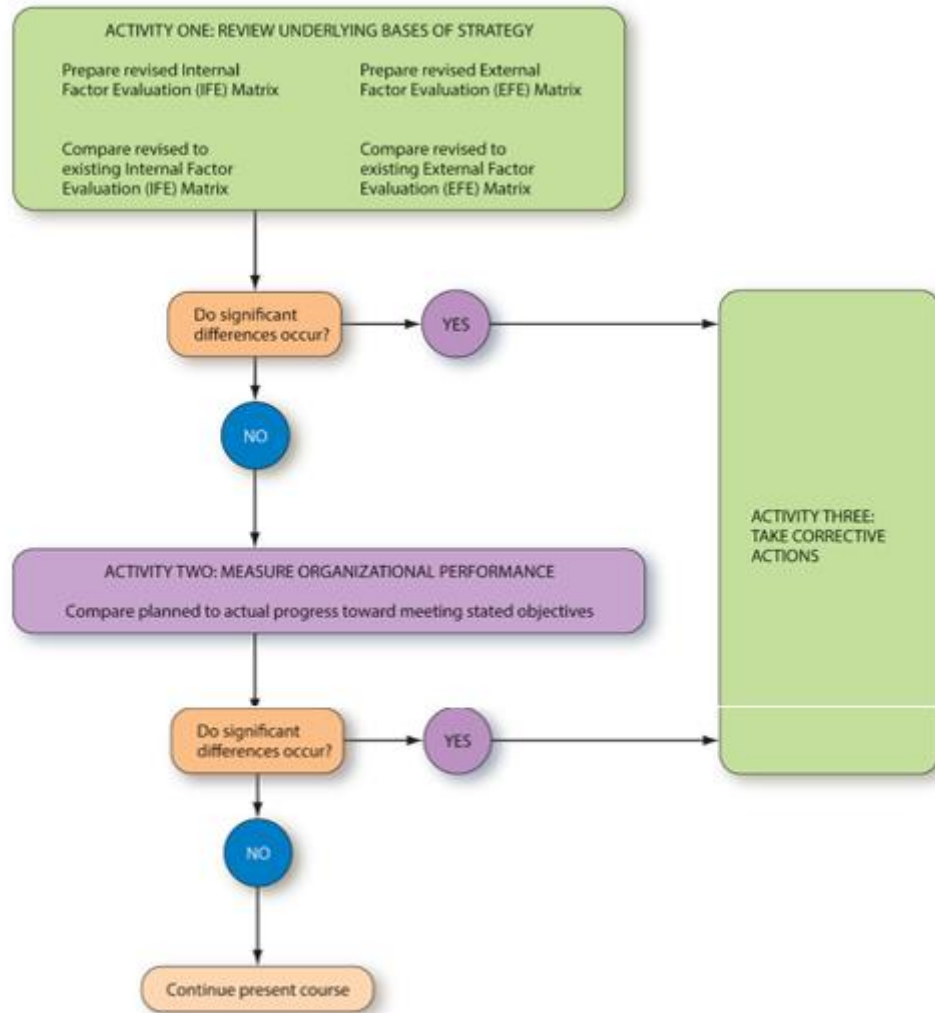 ACTIVITY ONE: REVIEW UNDERLYING BASES OF STRATEGY
Prepare revised Internal
Factor Evaluation (IFE) Matrix
Prepare revised External
Factor Evaluation (EFE) Matrix
Compare revised to
existing Internal Factor
Evaluation (IFE) Matrix
Compare revised to
existing External Factor
Evaluation (EFE) Matrix
Do significant
differences occur?
YES
NO
ACTIVITY THREE:
TAKE CORRECTIVE
ACTIONS
ACTIVITY TWO: MEASURE ORGANIZATIONAL PERFORMANCE
Compare planned to actual progress toward meeting stated objectives
Do significant
differences occur?
YES
NO
Continue present course